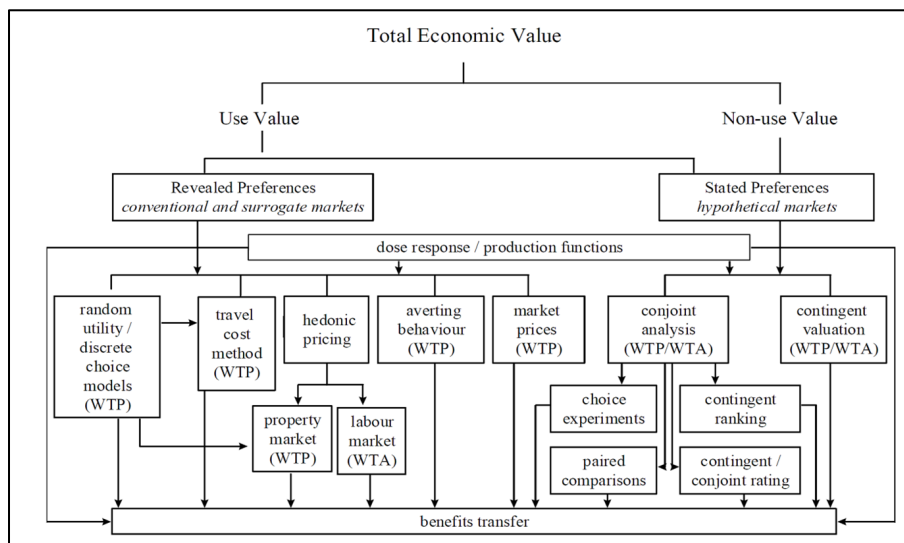 Total Economic Value
Use Value
Non-use Value
Revealed Preferences
conventional and surrogate markets
Stated Preferences
hypothetical markets
dose response / production functions
random
utility /
discrete
choice
models
(WTP)
travel
cost
method
(WTP)
hedonic
pricing
averting
behaviour
(WTP)
market
prices
(WTP)
conjoint
analysis
(WTP/WTA)
contingent
valuation
(WTP/WTA)
property
market
(WTP)
labour
market
(WTA)
choice
experiments
contingent
ranking
paired
comparisons
contingent /
conjoint rating
benefits transfer